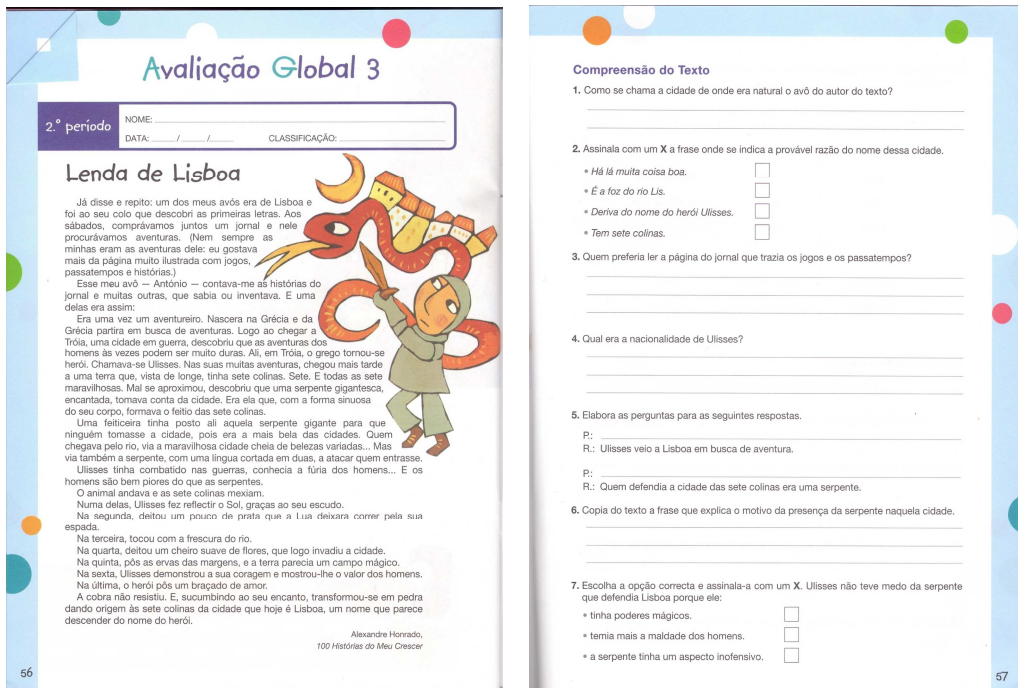 Avaliação Global 3
2.º período
NOME:
DATA: / /
CLASSIFICAÇÃO:
Lenda de Lisboa
Já disse e repito: um dos meus avós era de Lisboa e
foi ao seu colo que descobri as primeiras letras. Aos
sábados, comprávamos juntos um jornal e nele
procurávamos aventuras. (Nem sempre as
minhas eram as aventuras dele: eu gostava
mais da página muito ilustrada com jogos,
passatempos e histórias.)
Esse meu avô — António — contava-me as histórias do
jornal e muitas outras, que sabia ou inventava. E uma
delas era assim:
Era uma vez um aventureiro. Nascera na Grécia e da
Grécia partira em busca de aventuras. Logo ao chegar a
Tróia, uma cidade em guerra, descobriu que as aventuras dos
homens às vezes podem ser muito duras. Ali, em Tróia, o grego tornou-se
herói. Chamava-se Ulisses. Nas suas muitas aventuras, chegou mais tarde
a uma terra que, vista de longe, tinha sete colinas. Sete. E todas as sete
maravilhosas. Mal se aproximou, descobriu que uma serpente gigantesca,
encantada, tomava conta da cidade. Era ela que, com a forma sinuosa
do seu corpo, formava o feitio das sete colinas.
Uma feiticeira tinha posto ali aquela serpente gigante para que
ninguém tomasse a cidade, pois era a mais bela das cidades. Quem
chegava pelo rio, via a maravilhosa cidade cheia de belezas variadas... Mas
via também a serpente, com uma língua cortada em duas, a atacar quem entrasse.
Ulisses tinha combatido nas guerras, conhecia a fúria dos homens... E os
homens são bem piores do que as serpentes.
O animal andava e as sete colinas mexiam.
Numa delas, Ulisses fez reflectir o Sol, graças ao seu escudo.
Na segunda, deitou um pouco de prata que a Lua deixara correr pela sua
espada.
Na terceira, tocou com a frescura do rio.
Na quarta, deitou um cheiro suave de flores, que logo invadiu a cidade.
Na quinta, pôs as ervas das margens, e a terra parecia um campo mágico.
Na sexta, Ulisses demonstrou a sua coragem e mostrou-lhe o valor dos homens.
Na última, o herói pôs um braçado de amor.
A cobra não resistiu. E, sucumbindo ao seu encanto, transformou-se em pedra
dando origem às sete colinas da cidade que hoje é Lisboa, um nome que parece
descender do nome do herói.
Alexandre Honrado,
100 Histórias do Meu Crescer
56
Compreensão do Texto
1. Como se chama a cidade de onde era natural o avô do autor do texto?
2. Assinala com um X a frase onde se indica a provável razão do nome dessa cidade.
• Há lá muita coisa boa.
• É a foz do rio Lis.
• Deriva do nome do herói Ulisses.
• Tem sete colinas.
3. Quem preferia ler a página do jornal que trazia os jogos e os passatempos?
4. Qual era a nacionalidade de Ulisses?
5. Elabora as perguntas para as seguintes respostas.
P.:
R.: Ulisses veio a Lisboa em busca de aventura.
P.:
R.: Quem defendia a cidade das sete colinas era uma serpente.
6. Copia do texto a frase que explica o motivo da presença da serpente naquela cidade.
7. Escolha a opção correcta e assinala-a com um X. Ulisses não teve medo da serpente
que defendia Lisboa porque ele:
• tinha poderes mágicos.
• temia mais a maldade dos homens.
• a serpente tinha um aspecto inofensivo.
57